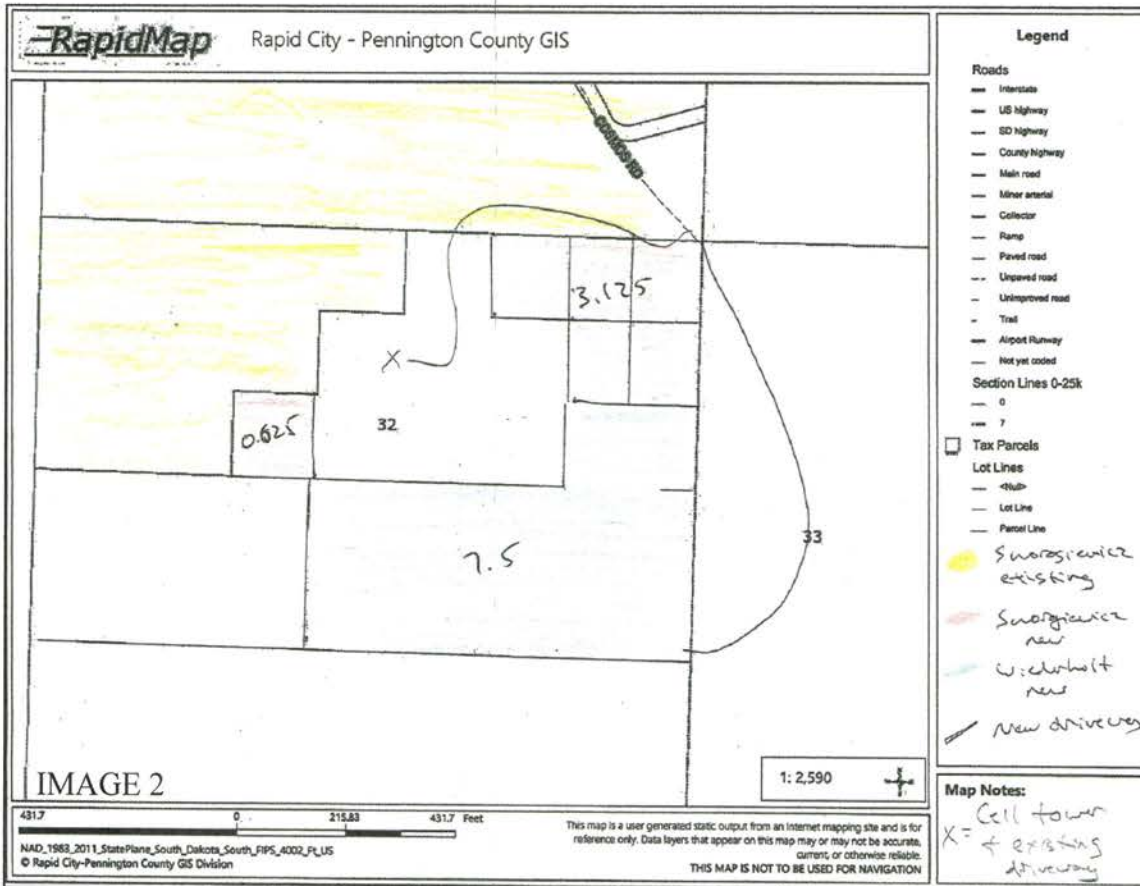 RapidMap
Rapid City - Pennington County GIS
COSMOS RD
3.125
X
0.625
32
7.5
33
IMAGE 2
1: 2,590
431.7 0 215.83 431.7 Feet
NAD_1983_2011_StatePlane_South_Dakota_South_FIPS_4002_Ft_US
© Rapid City-Pennington County GIS Division
This map is a user generated static output from an Internet mapping site and is for
reference only. Data layers that appear on this map may or may not be accurate,
current, or otherwise reliable.
THIS MAP IS NOT TO BE USED FOR NAVIGATION
Legend
Roads
Interstate
US highway
SD highway
County highway
Main road
Minor arterial
Collector
Ramp
Paved road
Unpaved road
Unimproved road
Trail
Airport Runway
Not yet coded
Section Lines 0-25k
0
7
Tax Parcels
Lot Lines
<Null>
Lot Line
Parcel Line
existing
new
Wiederholt
new
New driveway
Map Notes:
Cell tower
X = + existing
driveway